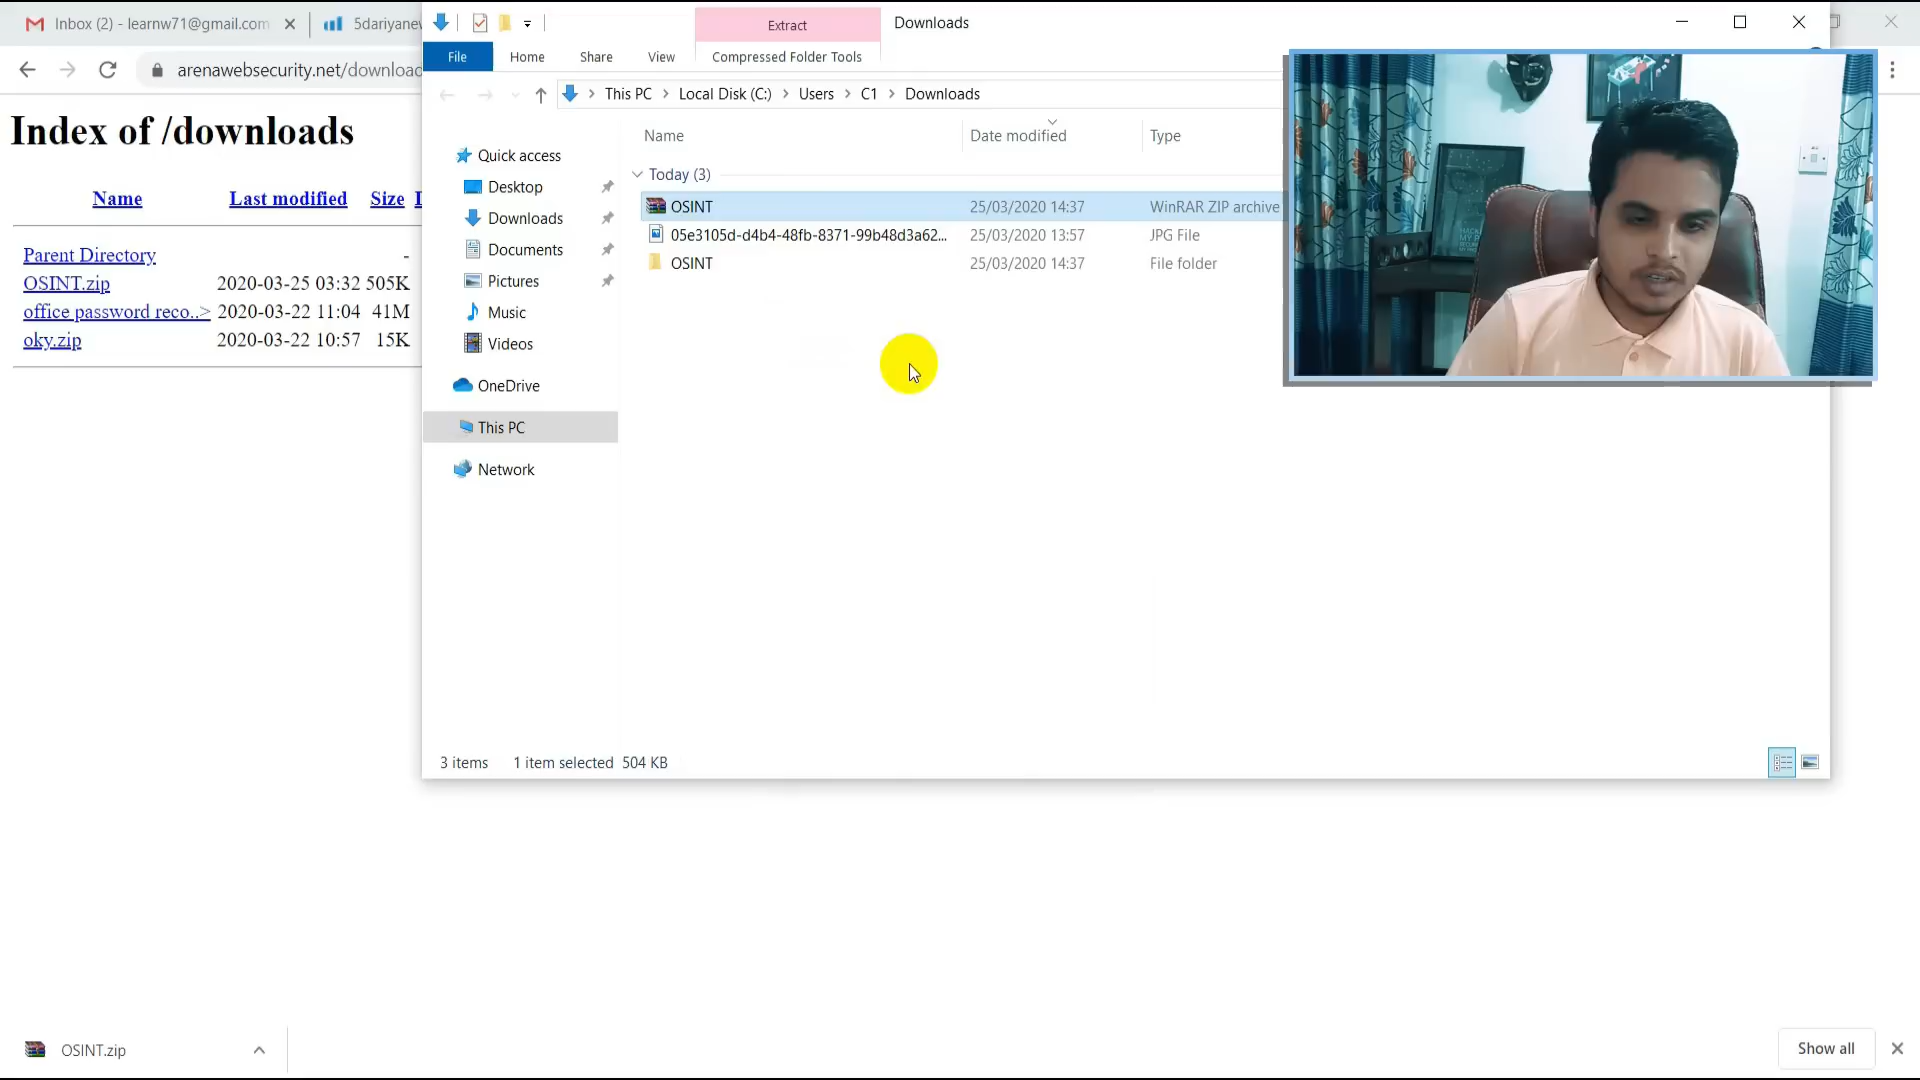 Inbox (2) - learnw71@gmail.com
5dariyanew
arenawebsecurity.net/download
Index of /downloads
Name Last modified Size
Parent Directory -
OSINT.zip 2020-03-25 03:32 505K
office password reco..> 2020-03-22 11:04 41M
oky.zip 2020-03-22 10:57 15K
Extract Downloads
File Home Share View Compressed Folder Tools
This PC > Local Disk (C:) > Users > C1 > Downloads
Quick access
Desktop
Downloads
Documents
Pictures
Music
Videos
OneDrive
This PC
Network
Name Date modified Type
Today (3)
OSINT 25/03/2020 14:37 WinRAR ZIP archive
05e3105d-d4b4-48fb-8371-99b48d3a62... 25/03/2020 13:57 JPG File
OSINT 25/03/2020 14:37 File folder
3 items 1 item selected 504 KB
OSINT.zip
Show all